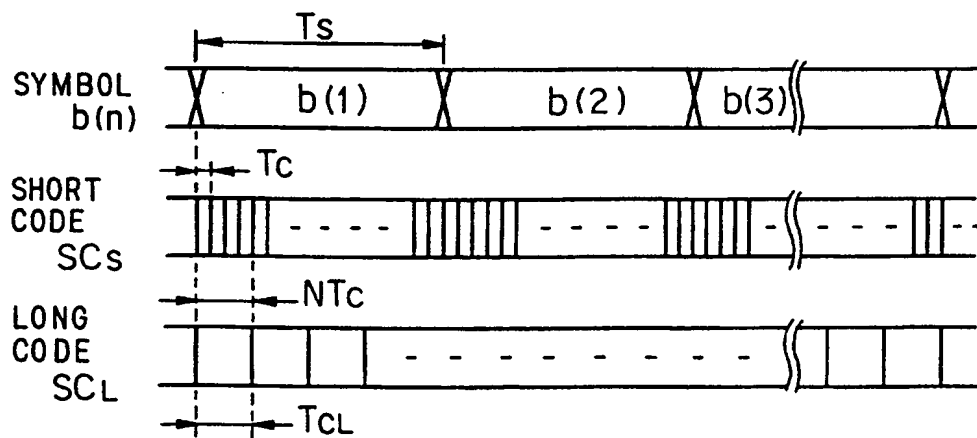 Ts
SYMBOL
b(n)
b(1) b(2) b(3)
Tc
SHORT
CODE
SCs
NTc
LONG
CODE
SCL
TCL